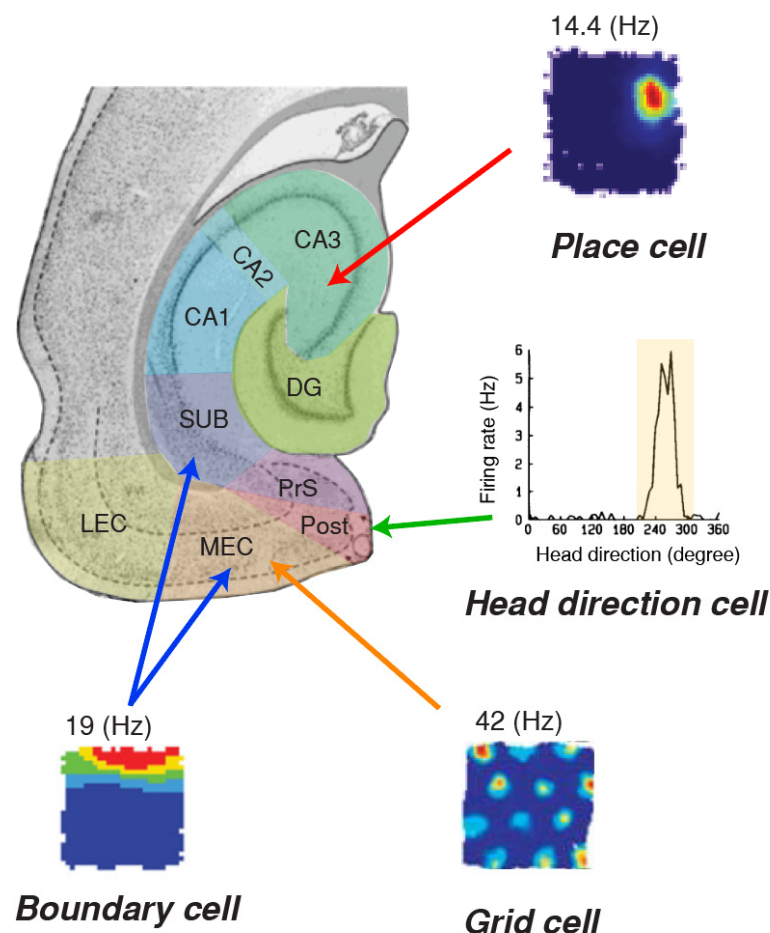 14.4 (Hz)
Place cell
CA3
CA2
CA1
DG
SUB
PrS
Post
LEC
MEC
Firing rate (Hz)
6
5
4
3
2
1
0
0 60 120 180 240 300 360
Head direction (degree)
Head direction cell
19 (Hz)
Boundary cell
42 (Hz)
Grid cell